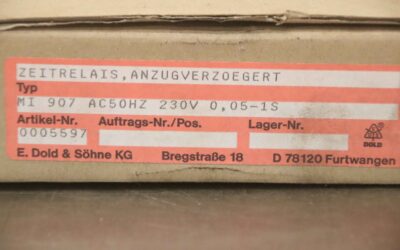 ZEITRELAIS,ANZUGVERZOEGERT
Typ
MI 907 AC50HZ 230V 0,05-1S
Artikel-Nr. Auftrags-Nr./Pos. Lager-Nr.
0005597
DOLD
E. Dold & Söhne KG Bregstraße 18 D 78120 Furtwangen